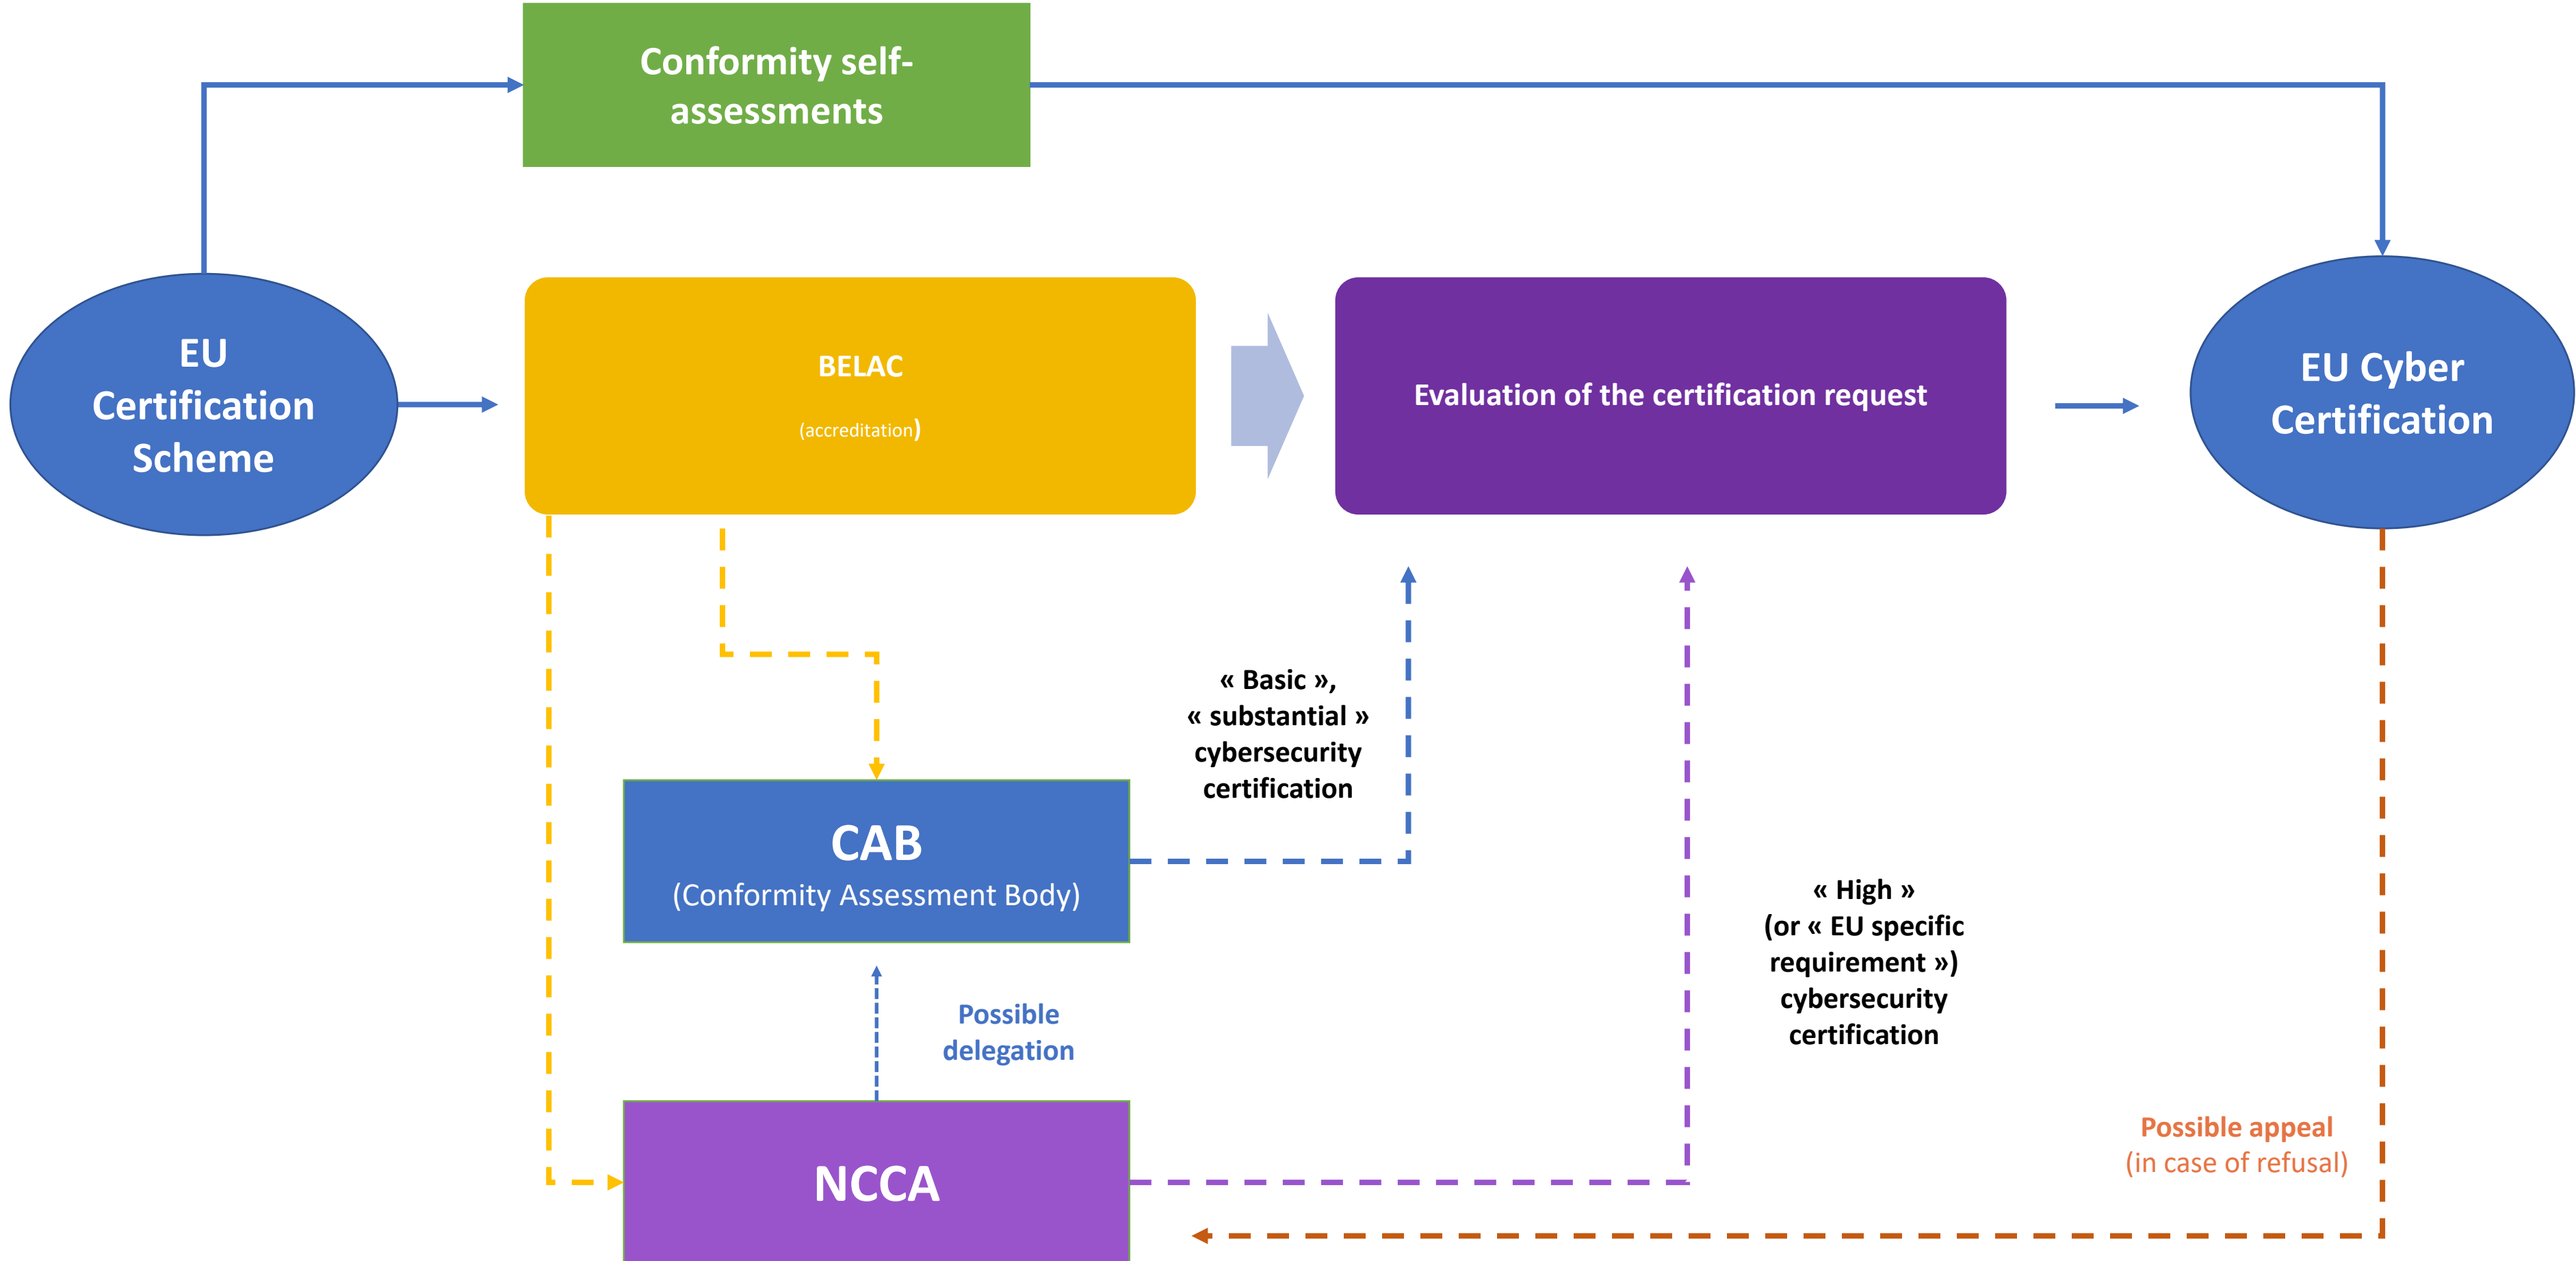 Conformity self-
assessments
EU
Certification
Scheme
BELAC
(accreditation)
Evaluation of the certification request
EU Cyber
Certification
« Basic »,
« substantial »
cybersecurity
certification
CAB
(Conformity Assessment Body)
« High »
(or « EU specific
requirement »)
cybersecurity
certification
Possible
delegation
Possible appeal
(in case of refusal)
NCCA